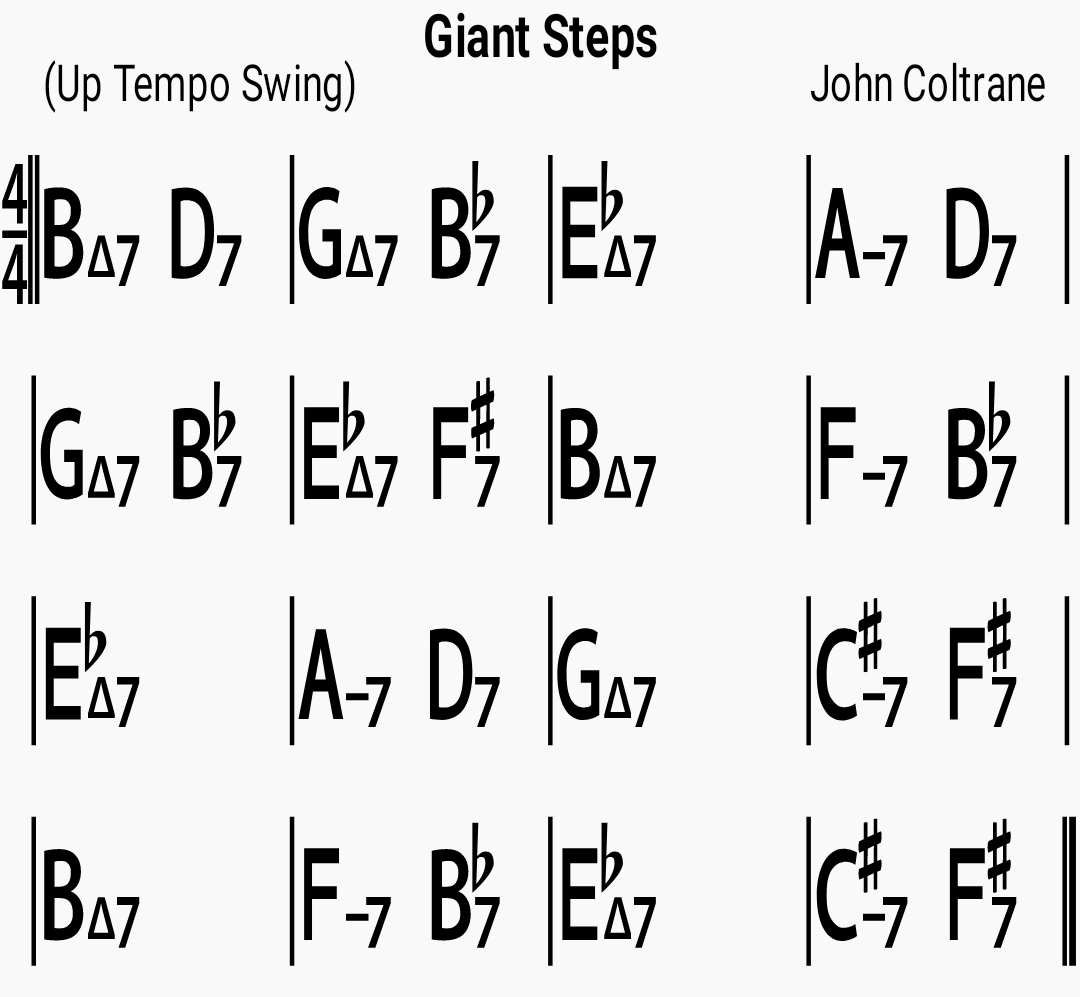 Giant Steps
(Up Tempo Swing) John Coltrane
4/4 BΔ7 D7 | GΔ7 B♭7 | E♭Δ7 | A–7 D7 |
| GΔ7 B♭7 | E♭Δ7 F♯7 | BΔ7 | F–7 B♭7 |
| E♭Δ7 | A–7 D7 | GΔ7 | C♯–7 F♯7 |
| BΔ7 | F–7 B♭7 | E♭Δ7 | C♯–7 F♯7 ‖